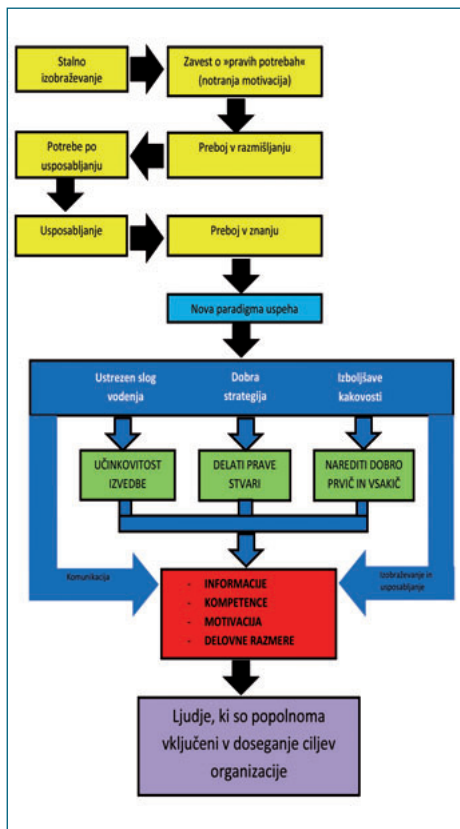 Stalno
izobraževanje
Zavest o »pravih potrebah«
(notranja motivacija)
Potrebe po
usposabljanju
Preboj v razmišljanju
Usposabljanje
Preboj v znanju
Nova paradigma uspeha
Ustrezen slog
vodenja
Dobra
strategija
Izboljšave
kakovosti
UČINKOVITOST
IZVEDBE
DELATI PRAVE
STVARI
NAREDITI DOBRO
PRVIČ IN VSAKIČ
Komunikacija
Izobraževanje in
usposabljanje
- INFORMACIJE
- KOMPETENCE
- MOTIVACIJA
- DELOVNE RAZMERE
Ljudje, ki so popolnoma
vključeni v doseganje ciljev
organizacije